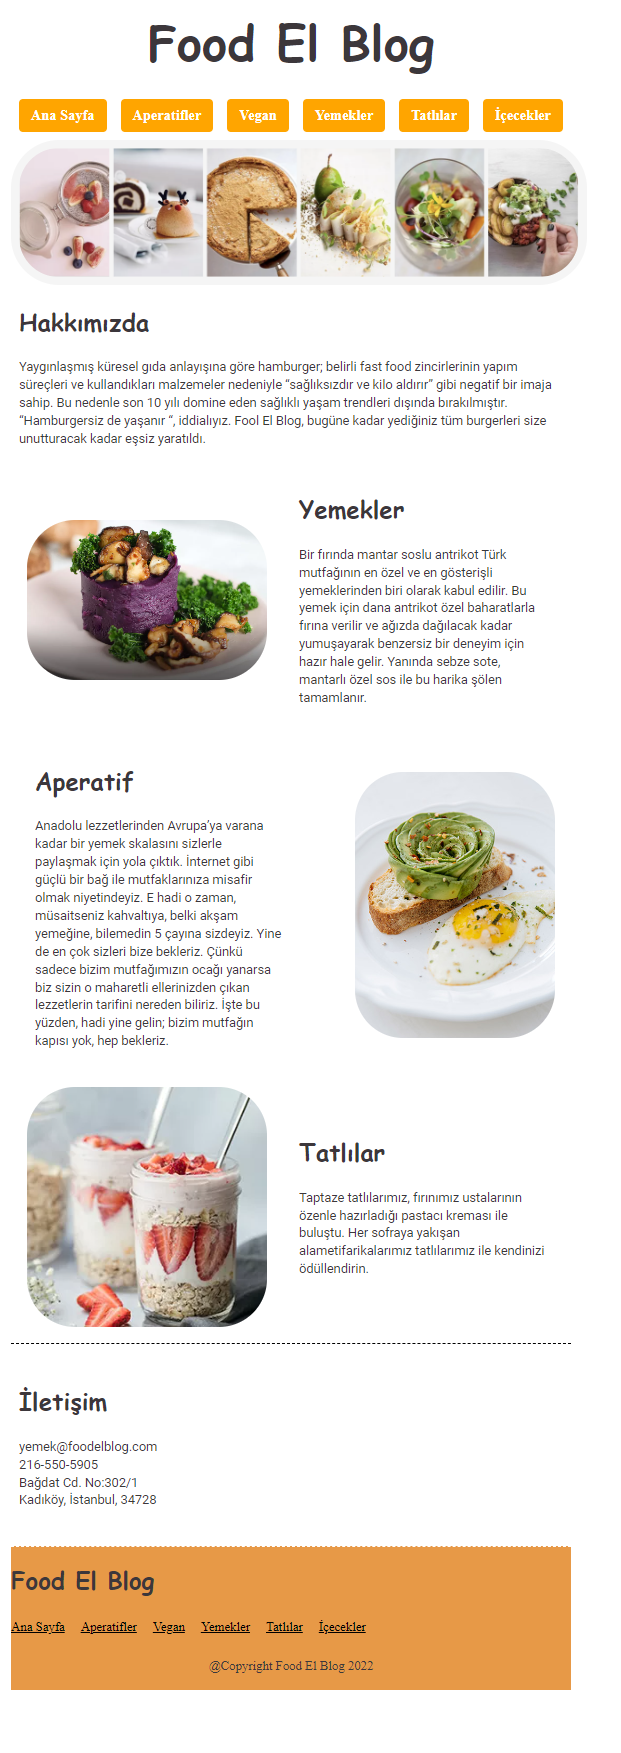 Food El Blog
Ana Sayfa Aperatifler Vegan Yemekler Tatlılar İçecekler
Hakkımızda
Yaygınlaşmış küresel gıda anlayışına göre hamburger; belirli fast food zincirlerinin yapım
süreçleri ve kullandıkları malzemeler nedeniyle “sağlıksızdır ve kilo aldırır” gibi negatif bir imaja
sahip. Bu nedenle son 10 yılı domine eden sağlıklı yaşam trendleri dışında bırakılmıştır.
“Hamburgersiz de yaşanır “, iddialıyız. Fool El Blog, bugüne kadar yediğiniz tüm burgerleri size
unutturacak kadar eşsiz yaratıldı.
Yemekler
Bir fırında mantar soslu antrikot Türk
mutfağının en özel ve en gösterişli
yemeklerinden biri olarak kabul edilir. Bu
yemek için dana antrikot özel baharatlarla
fırına verilir ve ağızda dağılacak kadar
yumuşayarak benzersiz bir deneyim için
hazır hale gelir. Yanında sebze sote,
mantarlı özel sos ile bu harika şölen
tamamlanır.
Aperatif
Anadolu lezzetlerinden Avrupa’ya varana
kadar bir yemek skalasını sizlerle
paylaşmak için yola çıktık. İnternet gibi
güçlü bir bağ ile mutfaklarınıza misafir
olmak niyetindeyiz. E hadi o zaman,
müsaitseniz kahvaltıya, belki akşam
yemeğine, bilemedin 5 çayına sizdeyiz. Yine
de en çok sizleri bize bekleriz. Çünkü
sadece bizim mutfağımızın ocağı yanarsa
biz sizin o maharetli ellerinizden çıkan
lezzetlerin tarifini nereden biliriz. İşte bu
yüzden, hadi yine gelin; bizim mutfağın
kapısı yok, hep bekleriz.
Tatlılar
Taptaze tatlılarımız, fırınımız ustalarının
özenle hazırladığı pastacı kreması ile
buluştu. Her sofraya yakışan
alametifarikalarımız tatlılarımız ile kendinizi
ödüllendirin.
İletişim
yemek@foodelblog.com
216-550-5905
Bağdat Cd. No:302/1
Kadıköy, İstanbul, 34728
Food El Blog
Ana Sayfa Aperatifler Vegan Yemekler Tatlılar İçecekler
@Copyright Food El Blog 2022